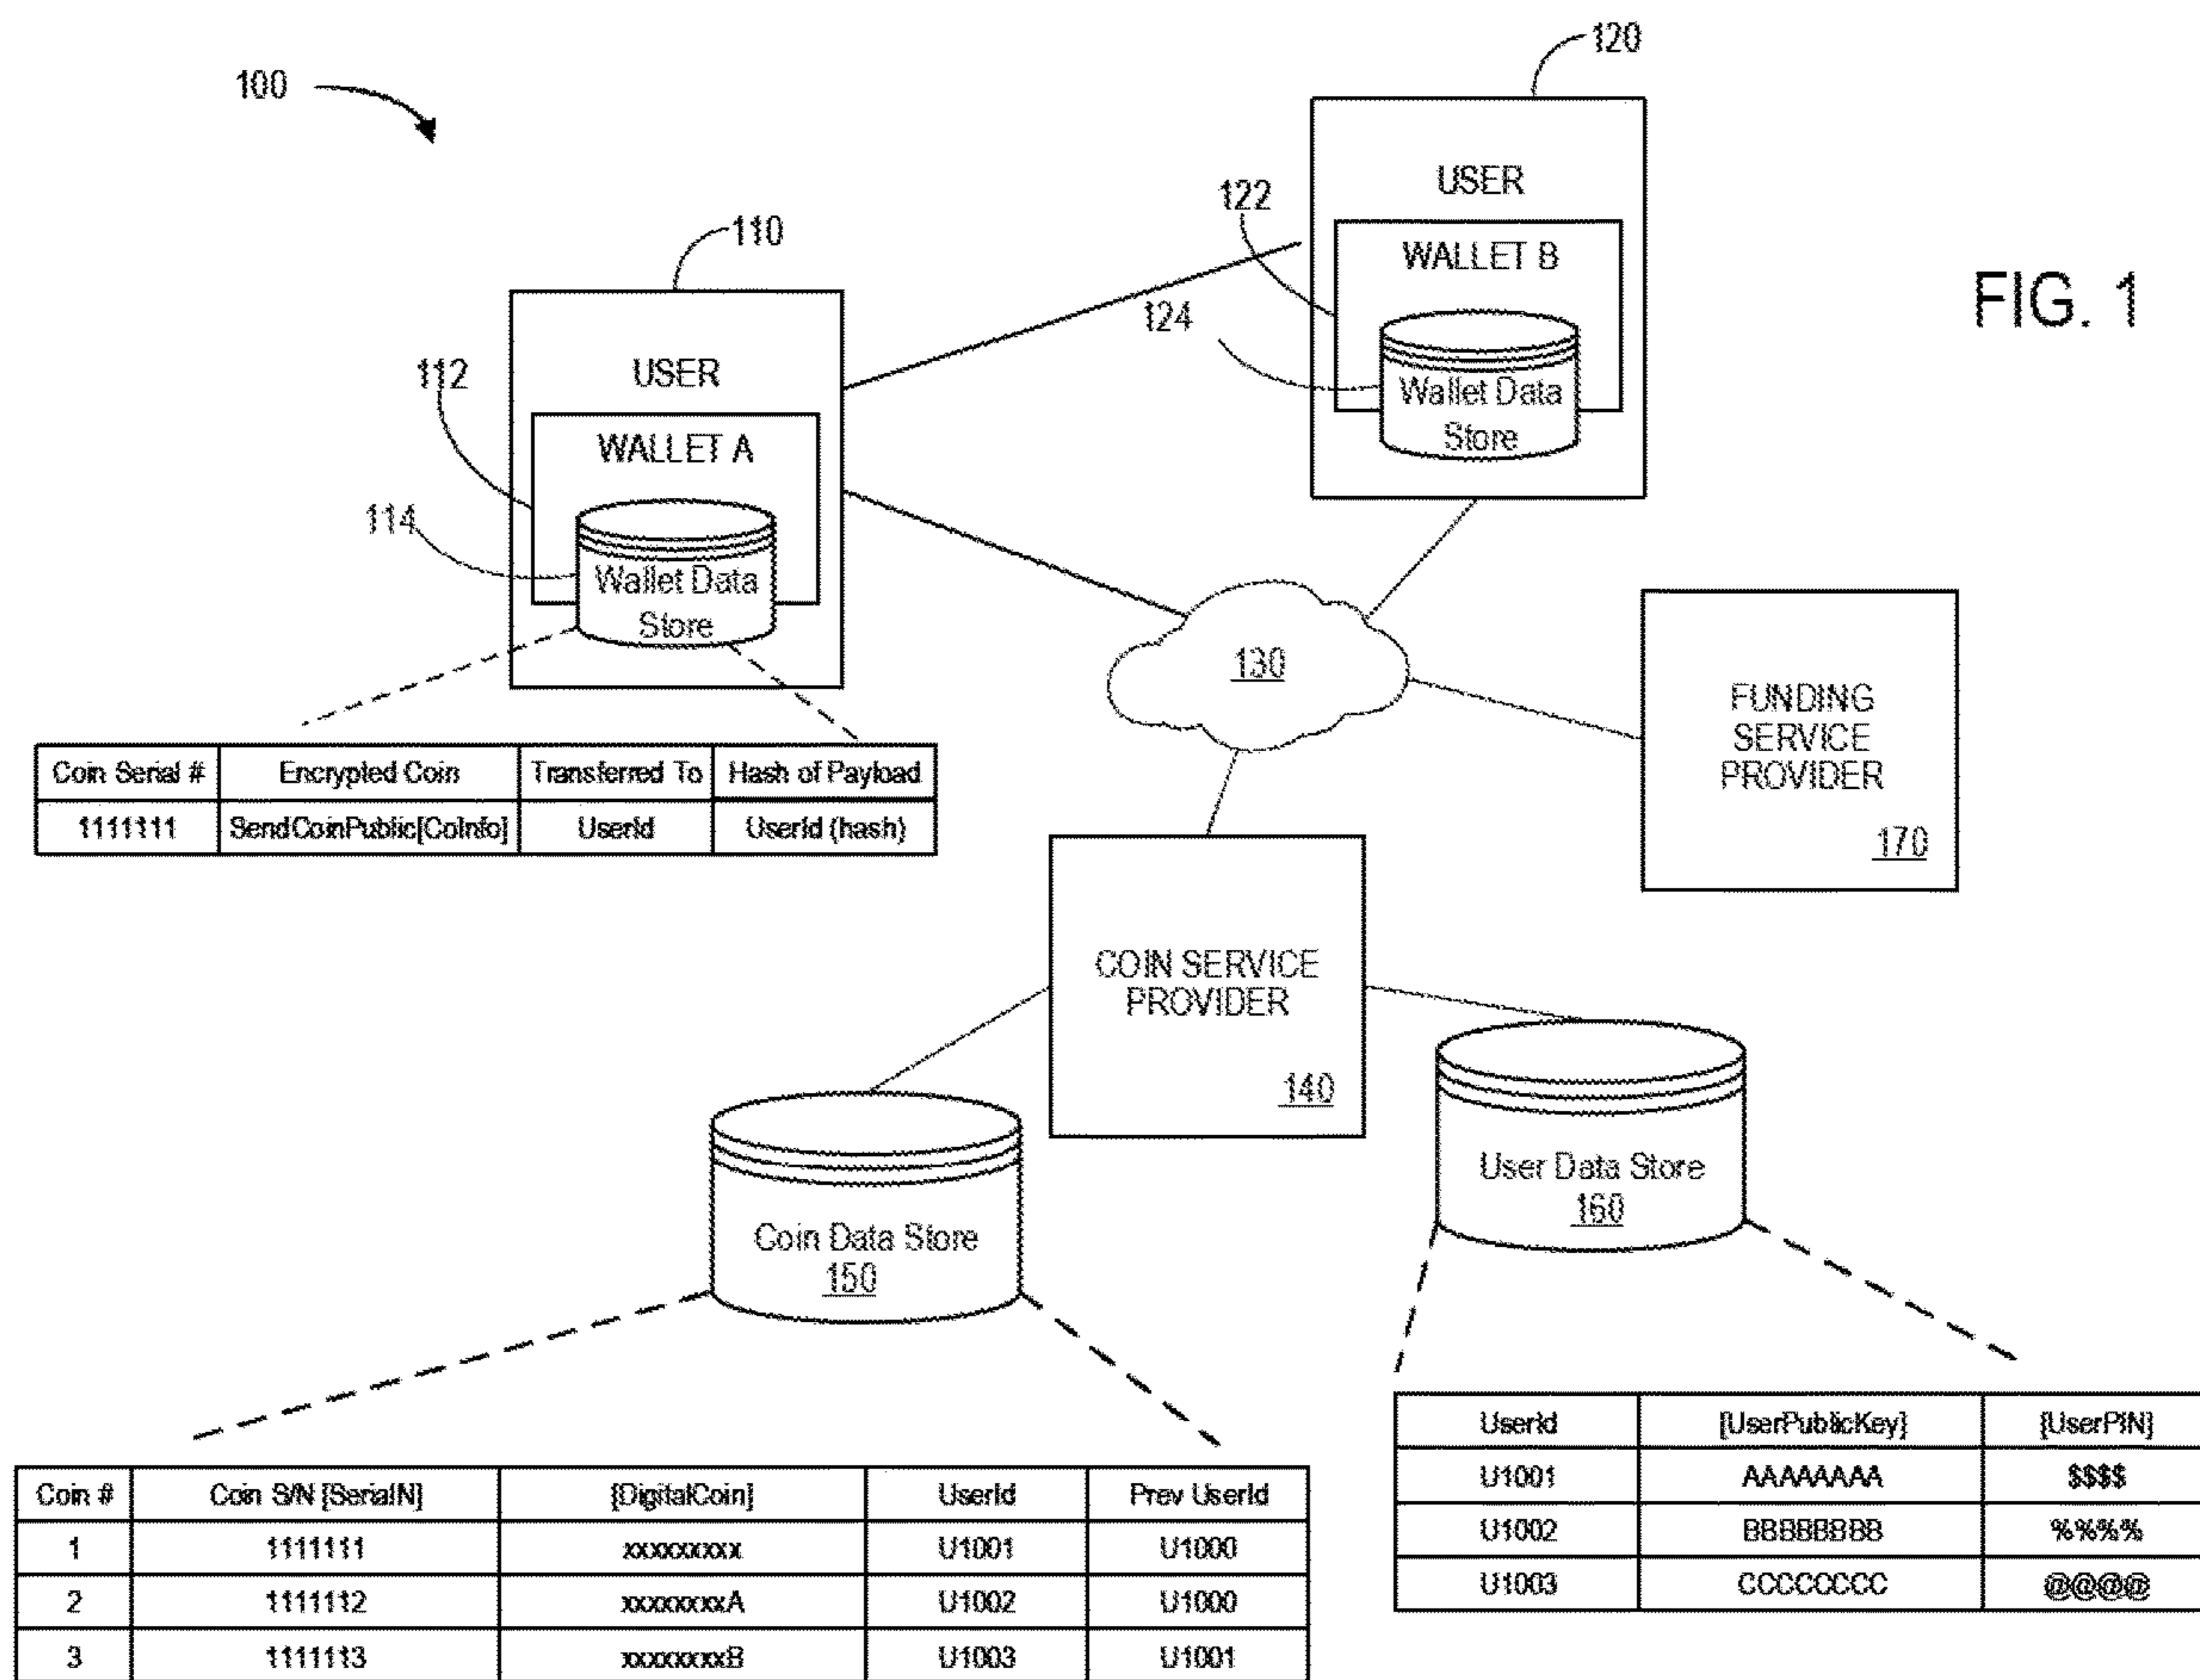 100
120
USER
122
WALLET B
124
Wallet Data
Store
FIG. 1
110
USER
112
WALLET A
114
Wallet Data
Store
130
FUNDING
SERVICE
PROVIDER
170
Coin Serial # Encrypted Coin Transferred To Hash of Payload
1111111 SendCoinPublic[CoInfo] UserId UserId (hash)
COIN SERVICE
PROVIDER
140
Coin Data Store
150
User Data Store
160
Coin # Coin S/N [SerialN] [DigitalCoin] UserId Prev UserId
1 1111111 xxxxxxxxx U1001 U1000
2 1111112 xxxxxxxxA U1002 U1000
3 1111113 xxxxxxxxB U1003 U1001
UserId [UserPublicKey] [UserPIN]
U1001 AAAAAAAA $$$$
U1002 BBBBBBBB %%%%
U1003 CCCCCCCC @@@@